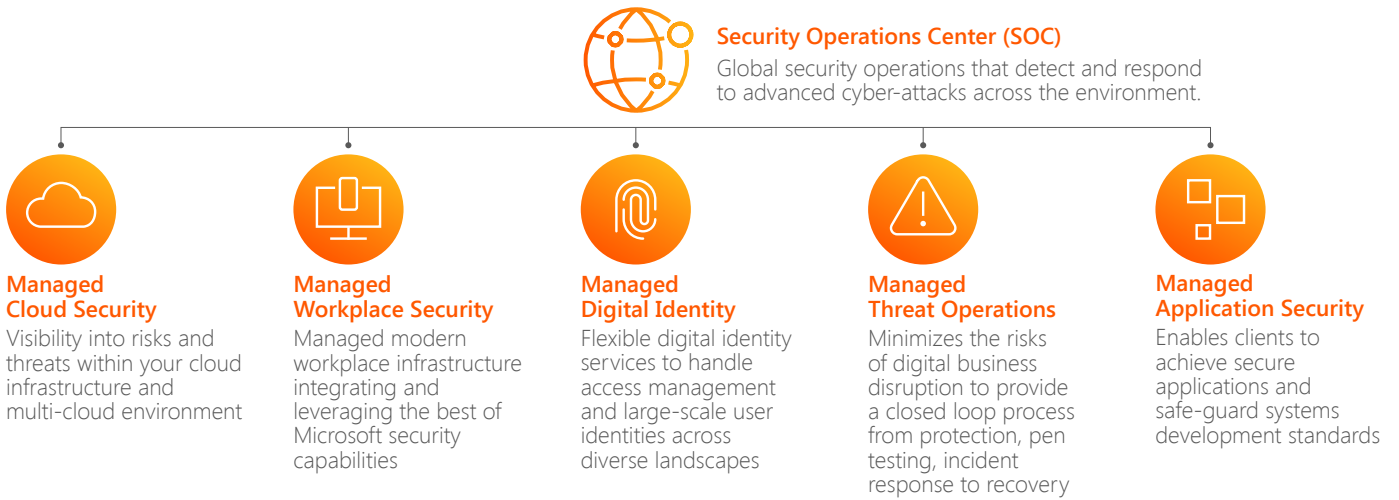 Security Operations Center (SOC)
Global security operations that detect and respond
to advanced cyber-attacks across the environment.
Managed
Cloud Security
Visibility into risks and
threats within your cloud
infrastructure and
multi-cloud environment
Managed
Workplace Security
Managed modern
workplace infrastructure
integrating and
leveraging the best of
Microsoft security
capabilities
Managed
Digital Identity
Flexible digital identity
services to handle
access management
and large-scale user
identities across
diverse landscapes
Managed
Threat Operations
Minimizes the risks
of digital business
disruption to provide
a closed loop process
from protection, pen
testing, incident
response to recovery
Managed
Application Security
Enables clients to
achieve secure
applications and
safe-guard systems
development standards